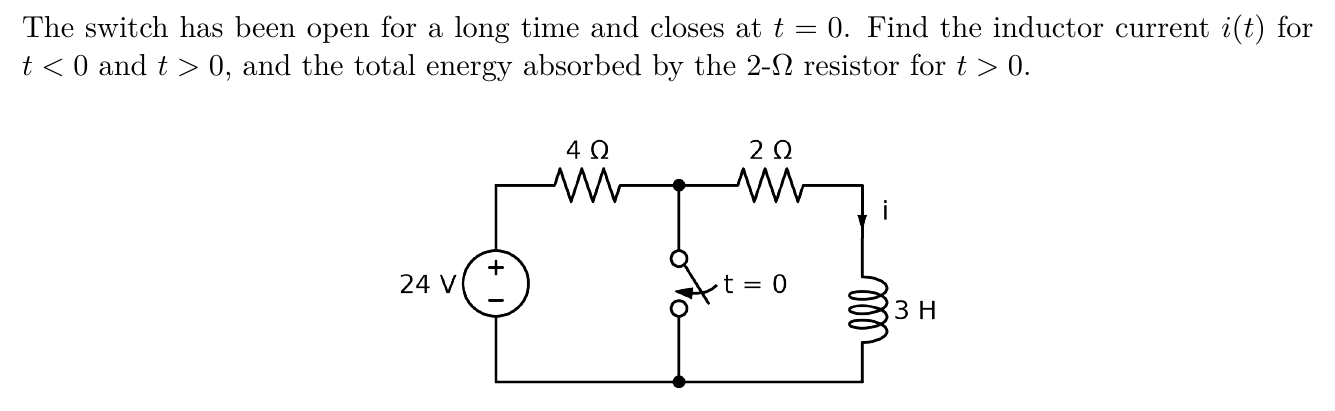 The switch has been open for a long time and closes at t = 0. Find the inductor current i(t) for
t < 0 and t > 0, and the total energy absorbed by the 2-Ω resistor for t > 0.
4 Ω
2 Ω
i
+
24 V
t = 0
−
3 H